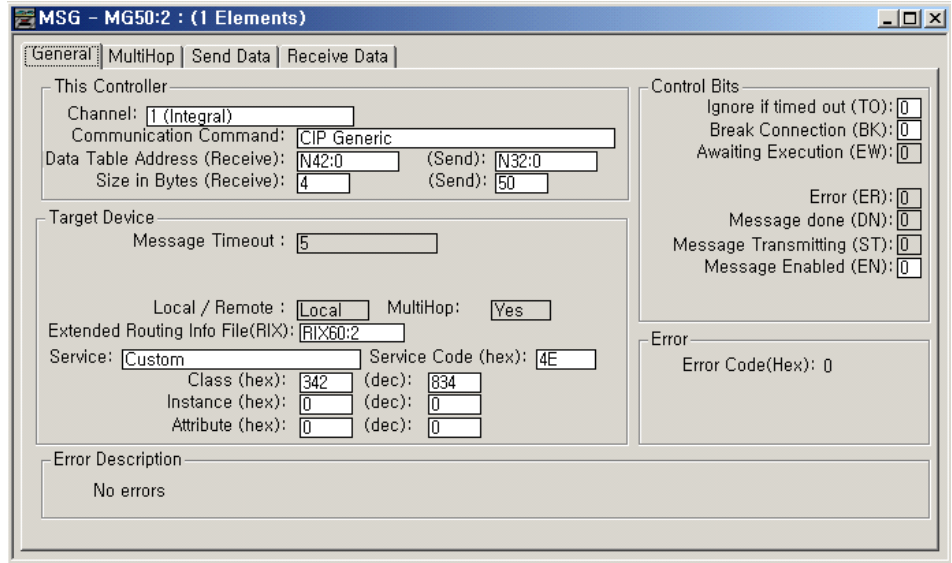 MSG - MG50:2 : (1 Elements)
General MultiHop Send Data Receive Data
This Controller
Channel: 1 (Integral)
Communication Command: CIP Generic
Data Table Address (Receive): N42:0 (Send): N32:0
Size in Bytes (Receive): 4 (Send): 50
Target Device
Message Timeout : 5
Local / Remote : Local MultiHop: Yes
Extended Routing Info File(RIX): RIX60:2
Service: Custom Service Code (hex): 4E
Class (hex): 342 (dec): 834
Instance (hex): 0 (dec): 0
Attribute (hex): 0 (dec): 0
Control Bits
Ignore if timed out (TO): 0
Break Connection (BK): 0
Awaiting Execution (EW): 0
Error (ER): 0
Message done (DN): 0
Message Transmitting (ST): 0
Message Enabled (EN): 0
Error
Error Code(Hex): 0
Error Description
No errors